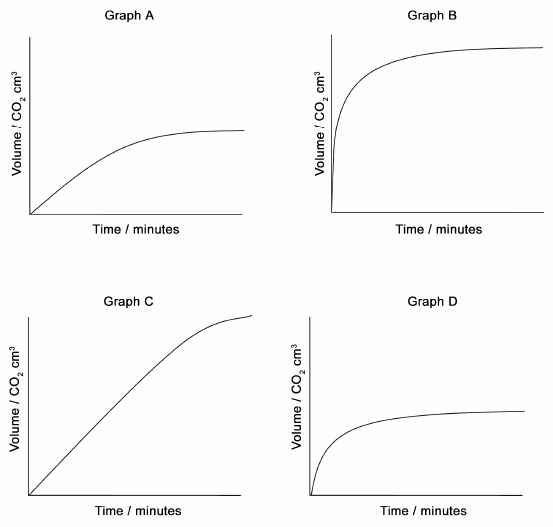 Graph A
Graph B
Volume / CO₂ cm³
Volume / CO₂ cm³
Time / minutes
Time / minutes
Graph C
Graph D
Volume / CO₂ cm³
Volume / CO₂ cm³
Time / minutes
Time / minutes